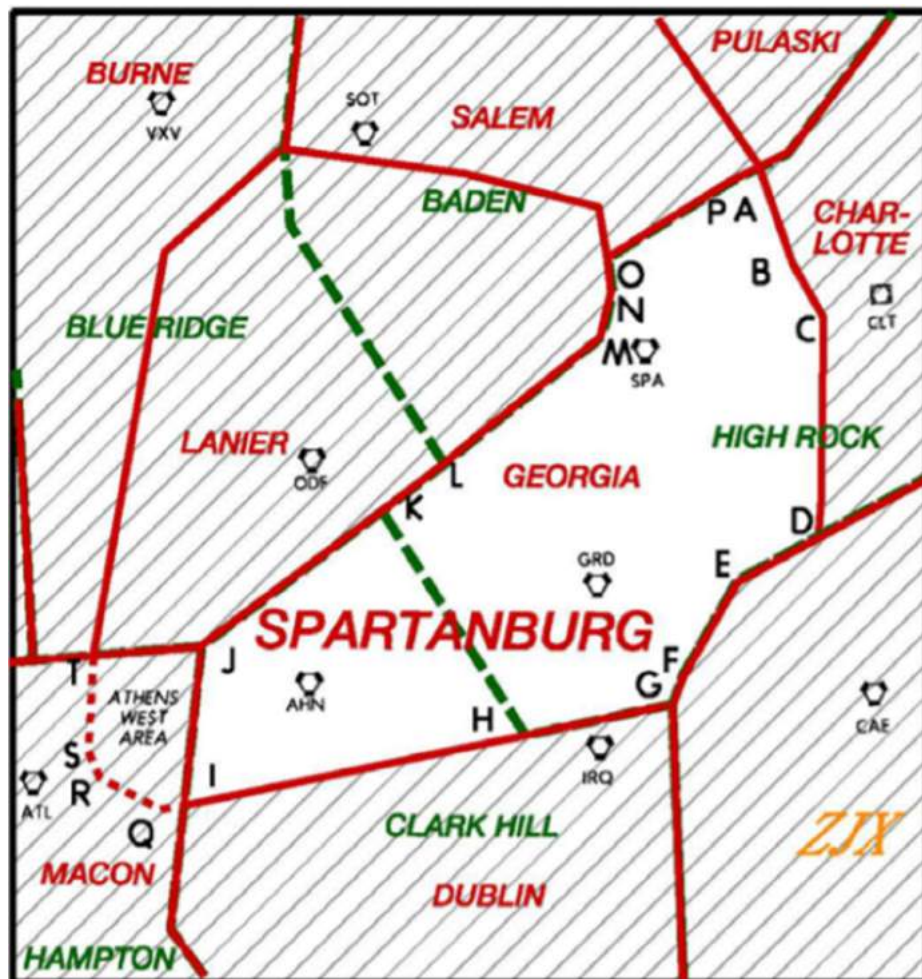 PULASKI
BURNE
VXV
SOT
SALEM
BADEN
P A
CHAR-
LOTTE
O
B
N
CLT
C
BLUE RIDGE
M
SPA
LANIER
HIGH ROCK
ODF
L
GEORGIA
K
D
GRD
E
SPARTANBURG
J
F
T
AHN
G
ATHENS
WEST
AREA
H
CAE
S
I
IRQ
R
ATL
Q
CLARK HILL
ZJX
MACON
DUBLIN
HAMPTON